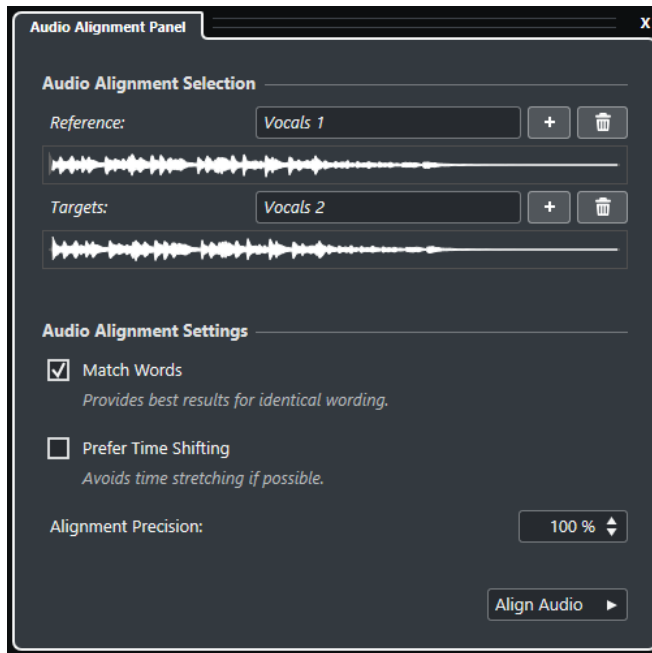 Audio Alignment Panel
X
Audio Alignment Selection
Reference:
Vocals 1
+
Targets:
Vocals 2
+
Audio Alignment Settings
Match Words
Provides best results for identical wording.
Prefer Time Shifting
Avoids time stretching if possible.
Alignment Precision:
100 %
Align Audio